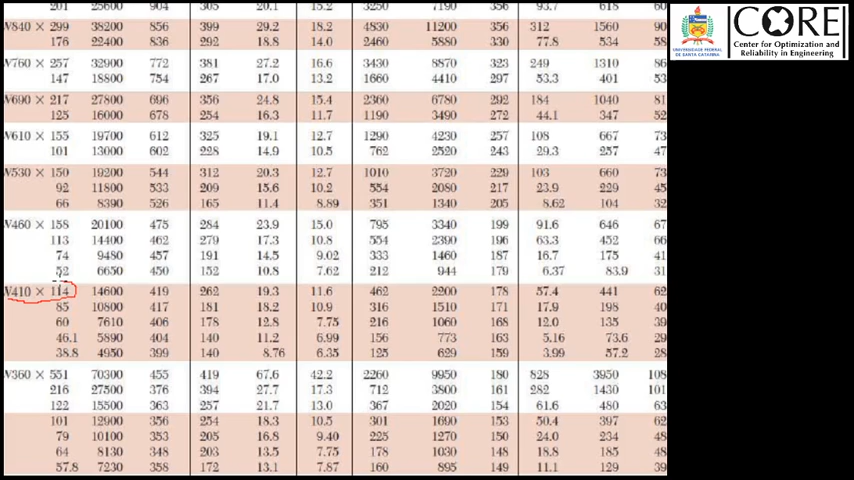 201 25600 904 305 20.1 15.2 3250 7190 356 93.7 618 60
W840 × 299 38200 856 399 29.2 18.2 4830 11200 356 312 1560 90
176 22400 836 292 18.8 14.0 2460 5880 330 77.8 534 58
W760 × 257 32900 772 381 27.2 16.6 3430 8870 323 249 1310 86
147 18800 754 267 17.0 13.2 1660 4410 297 53.3 401 53
W690 × 217 27800 696 356 24.8 15.4 2360 6780 292 184 1040 81
125 16000 678 254 16.3 11.7 1190 3490 272 44.1 347 52
W610 × 155 19700 612 325 19.1 12.7 1290 4230 257 108 667 73
101 13000 602 228 14.9 10.5 762 2520 243 29.3 257 47
W530 × 150 19200 544 312 20.3 12.7 1010 3720 229 103 660 73
92 11800 533 209 15.6 10.2 554 2080 217 23.9 229 45
66 8390 526 165 11.4 8.89 351 1340 205 8.62 104 32
W460 × 158 20100 475 284 23.9 15.0 795 3340 199 91.6 646 67
113 14400 462 279 17.3 10.8 554 2390 196 63.3 452 66
74 9480 457 191 14.5 9.02 333 1460 187 16.7 175 41
52 6650 450 152 10.8 7.62 212 944 179 6.37 83.9 31
W410 × 114 14600 419 262 19.3 11.6 462 2200 178 57.4 441 62
85 10800 417 181 18.2 10.9 316 1510 171 17.9 198 40
60 7610 406 178 12.8 7.75 216 1060 168 12.0 135 39
46.1 5890 404 140 11.2 6.99 156 773 163 5.16 73.6 29
38.8 4950 399 140 8.76 6.35 125 629 159 3.99 57.2 28
W360 × 551 70300 455 419 67.6 42.2 2260 9950 180 828 3950 108
216 27500 376 394 27.7 17.3 712 3800 161 282 1430 101
122 15500 363 257 21.7 13.0 367 2020 154 61.6 480 63
101 12900 356 254 18.3 10.5 301 1690 153 50.4 397 62
79 10100 353 205 16.8 9.40 225 1270 150 24.0 234 48
64 8130 348 203 13.5 7.75 178 1030 148 18.8 185 48
57.8 7230 358 172 13.1 7.87 160 895 149 11.1 129 39
UNIVERSIDADE FEDERAL
DE SANTA CATARINA
CORE
Center for Optimization and
Reliability in Engineering